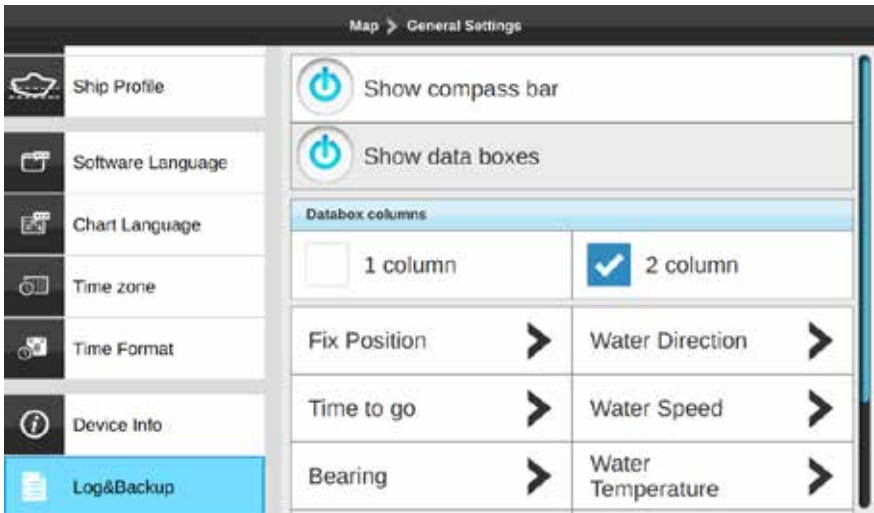 Map > General Settings
Ship Profile
Software Language
Chart Language
Time zone
Time Format
Device Info
Log&Backup
Show compass bar
Show data boxes
Databox columns
1 column
2 column
Fix Position
Water Direction
Time to go
Water Speed
Bearing
Water
Temperature